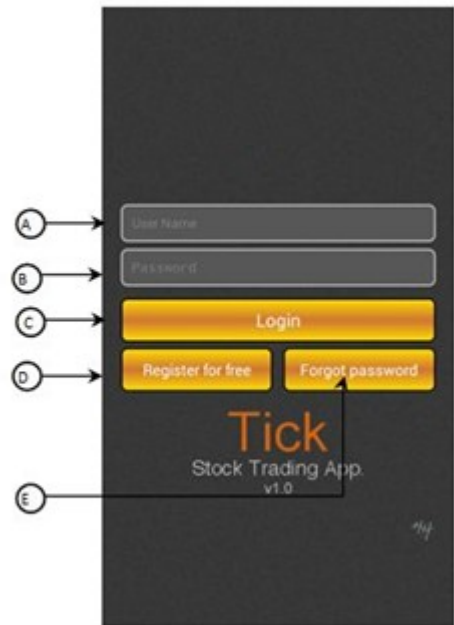 A
User Name
B
Password
C
Login
D
Register for free
Forgot password
Tick
Stock Trading App.
v1.0
E